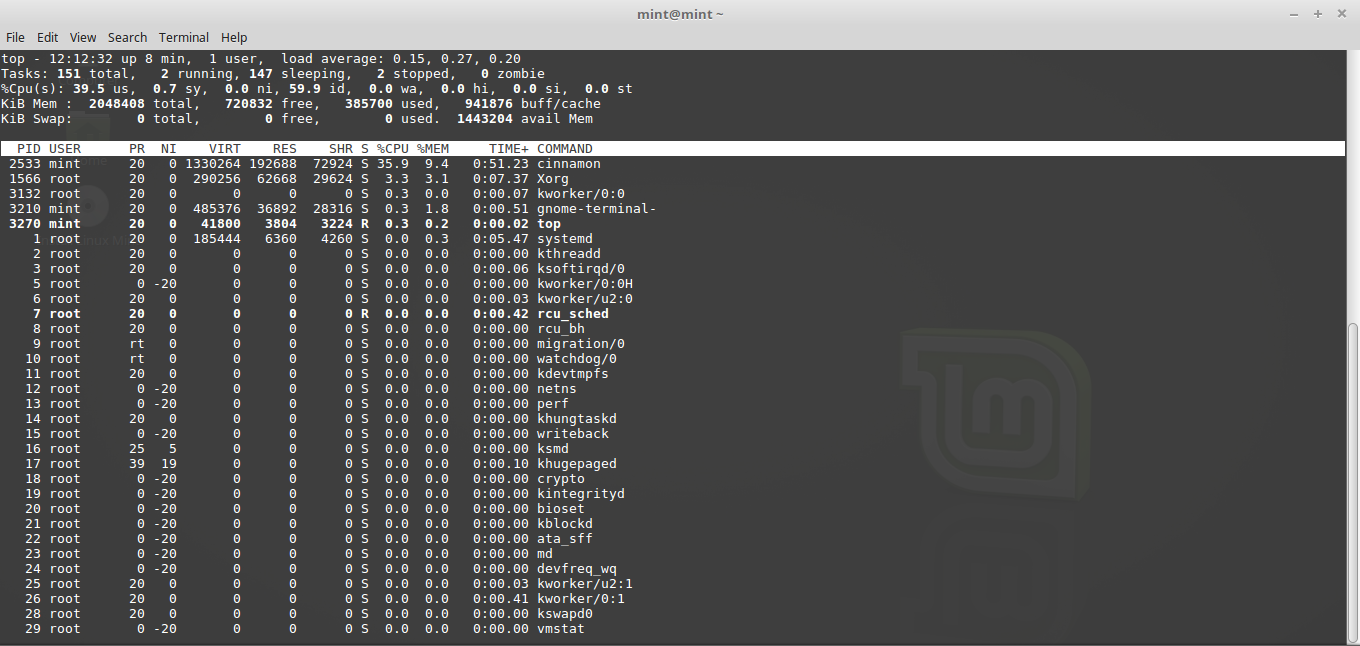 mint@mint ~
File Edit View Search Terminal Help
top - 12:12:32 up 8 min,  1 user,  load average: 0.15, 0.27, 0.20
Tasks: 151 total,   2 running, 147 sleeping,   2 stopped,   0 zombie
%Cpu(s): 39.5 us,  0.7 sy,  0.0 ni, 59.9 id,  0.0 wa,  0.0 hi,  0.0 si,  0.0 st
KiB Mem :  2048408 total,   720832 free,   385700 used,   941876 buff/cache
KiB Swap:        0 total,        0 free,        0 used.  1443204 avail Mem
PID USER      PR  NI    VIRT    RES    SHR S %CPU %MEM     TIME+ COMMAND
2533 mint      20   0 1330264 192688  72924 S 35.9  9.4   0:51.23 cinnamon
1566 root      20   0  290256  62668  29624 S  3.3  3.1   0:07.37 Xorg
3132 root      20   0       0      0      0 S  0.3  0.0   0:00.07 kworker/0:0
3210 mint      20   0  485376  36892  28316 S  0.3  1.8   0:00.51 gnome-terminal-
3270 mint      20   0   41800   3804   3224 R  0.3  0.2   0:00.02 top
1 root      20   0  185444   6360   4260 S  0.0  0.3   0:05.47 systemd
2 root      20   0       0      0      0 S  0.0  0.0   0:00.00 kthreadd
3 root      20   0       0      0      0 S  0.0  0.0   0:00.06 ksoftirqd/0
5 root       0 -20       0      0      0 S  0.0  0.0   0:00.00 kworker/0:0H
6 root      20   0       0      0      0 S  0.0  0.0   0:00.03 kworker/u2:0
7 root      20   0       0      0      0 R  0.0  0.0   0:00.42 rcu_sched
8 root      20   0       0      0      0 S  0.0  0.0   0:00.00 rcu_bh
9 root      rt   0       0      0      0 S  0.0  0.0   0:00.00 migration/0
10 root      rt   0       0      0      0 S  0.0  0.0   0:00.00 watchdog/0
11 root      20   0       0      0      0 S  0.0  0.0   0:00.00 kdevtmpfs
12 root       0 -20       0      0      0 S  0.0  0.0   0:00.00 netns
13 root       0 -20       0      0      0 S  0.0  0.0   0:00.00 perf
14 root      20   0       0      0      0 S  0.0  0.0   0:00.00 khungtaskd
15 root       0 -20       0      0      0 S  0.0  0.0   0:00.00 writeback
16 root      25   5       0      0      0 S  0.0  0.0   0:00.00 ksmd
17 root      39  19       0      0      0 S  0.0  0.0   0:00.10 khugepaged
18 root       0 -20       0      0      0 S  0.0  0.0   0:00.00 crypto
19 root       0 -20       0      0      0 S  0.0  0.0   0:00.00 kintegrityd
20 root       0 -20       0      0      0 S  0.0  0.0   0:00.00 bioset
21 root       0 -20       0      0      0 S  0.0  0.0   0:00.00 kblockd
22 root       0 -20       0      0      0 S  0.0  0.0   0:00.00 ata_sff
23 root       0 -20       0      0      0 S  0.0  0.0   0:00.00 md
24 root       0 -20       0      0      0 S  0.0  0.0   0:00.00 devfreq_wq
25 root      20   0       0      0      0 S  0.0  0.0   0:00.03 kworker/u2:1
26 root      20   0       0      0      0 S  0.0  0.0   0:00.41 kworker/0:1
28 root      20   0       0      0      0 S  0.0  0.0   0:00.00 kswapd0
29 root       0 -20       0      0      0 S  0.0  0.0   0:00.00 vmstat